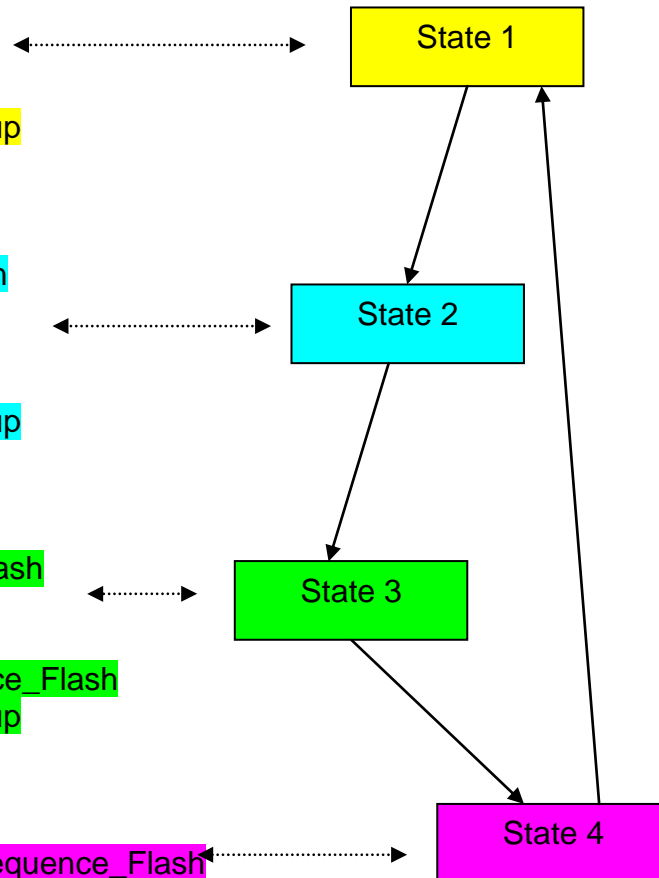 State 1
up
n
State 2
up
ash
State 3
ce_Flash
up
State 4
equence_Flash